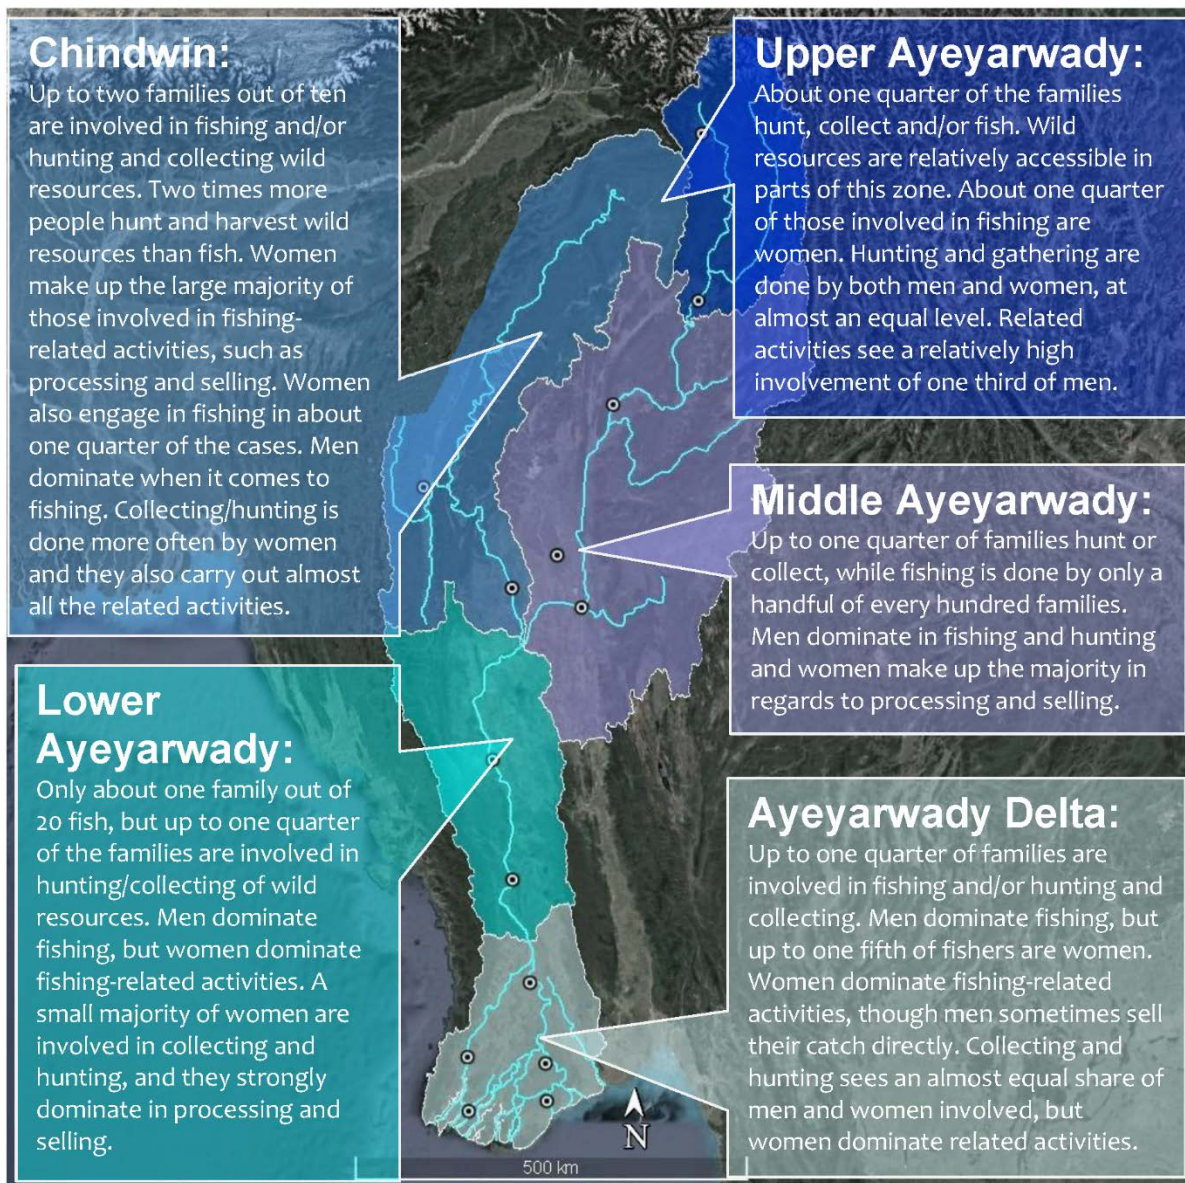 Chindwin:
Up to two families out of ten
are involved in fishing and/or
hunting and collecting wild
resources. Two times more
people hunt and harvest wild
resources than fish. Women
make up the large majority of
those involved in fishing-
related activities, such as
processing and selling. Women
also engage in fishing in about
one quarter of the cases. Men
dominate when it comes to
fishing. Collecting/hunting is
done more often by women
and they also carry out almost
all the related activities.
Upper Ayeyarwady:
About one quarter of the families
hunt, collect and/or fish. Wild
resources are relatively accessible in
parts of this zone. About one quarter
of those involved in fishing are
women. Hunting and gathering are
done by both men and women, at
almost an equal level. Related
activities see a relatively high
involvement of one third of men.
Middle Ayeyarwady:
Up to one quarter of families hunt or
collect, while fishing is done by only a
handful of every hundred families.
Men dominate in fishing and hunting
and women make up the majority in
regards to processing and selling.
Lower
Ayeyarwady:
Only about one family out of
20 fish, but up to one quarter
of the families are involved in
hunting/collecting of wild
resources. Men dominate
fishing, but women dominate
fishing-related activities. A
small majority of women are
involved in collecting and
hunting, and they strongly
dominate in processing and
selling.
Ayeyarwady Delta:
Up to one quarter of families are
involved in fishing and/or hunting and
collecting. Men dominate fishing, but
up to one fifth of fishers are women.
Women dominate fishing-related
activities, though men sometimes sell
their catch directly. Collecting and
hunting sees an almost equal share of
men and women involved, but
women dominate related activities.
N
500 km